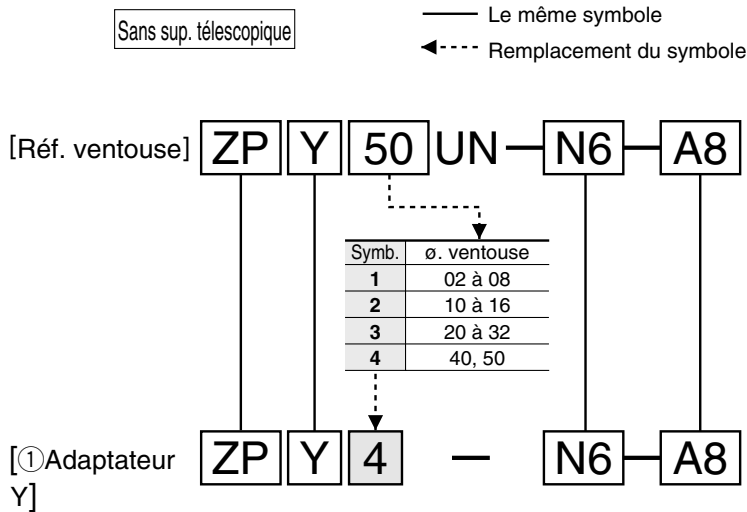 Sans sup. télescopique
Le même symbole
Remplacement du symbole
[Réf. ventouse] ZP Y 50 UN — N6 — A8
Symb. ø. ventouse
1 02 à 08
2 10 à 16
3 20 à 32
4 40, 50
[①Adaptateur Y] ZP Y 4 — N6 — A8